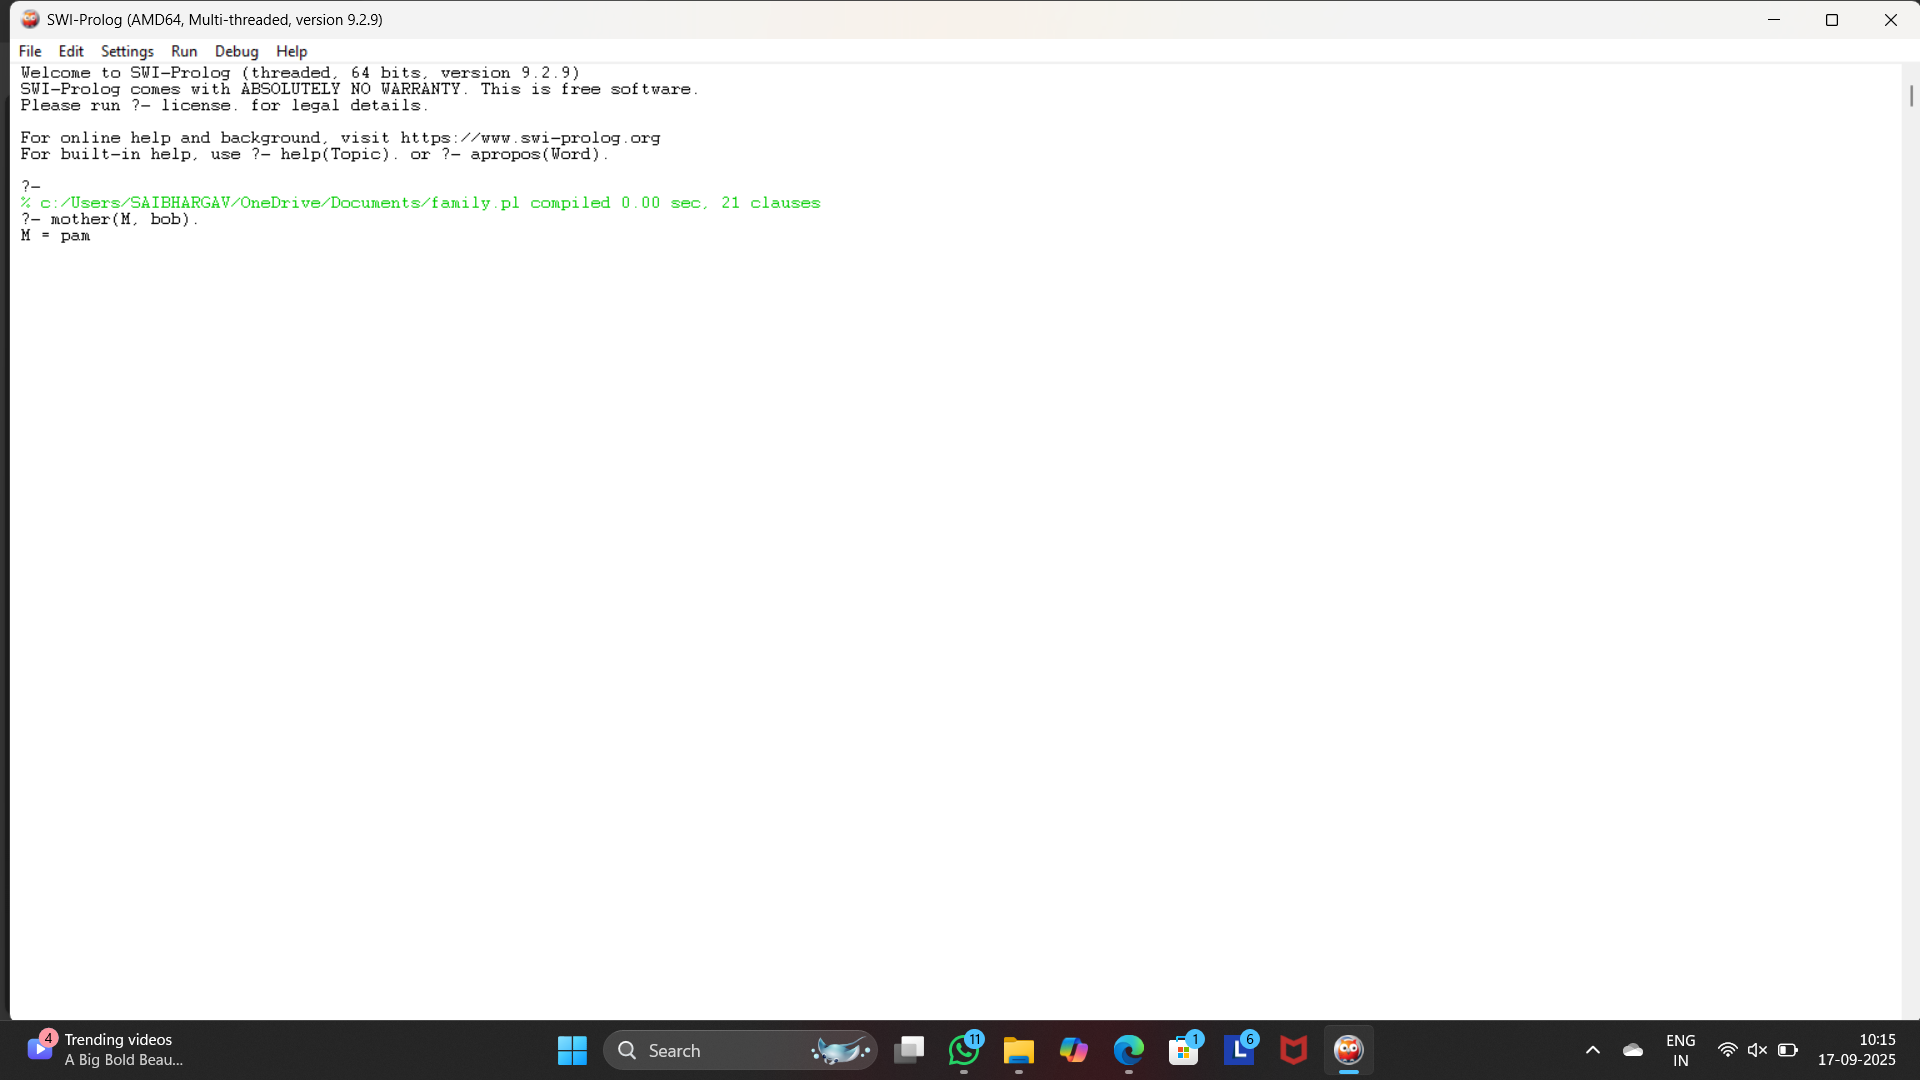 SWI-Prolog (AMD64, Multi-threaded, version 9.2.9)
File Edit Settings Run Debug Help
Welcome to SWI-Prolog (threaded, 64 bits, version 9.2.9)
SWI-Prolog comes with ABSOLUTELY NO WARRANTY. This is free software.
Please run ?- license. for legal details.
For online help and background, visit https://www.swi-prolog.org
For built-in help, use ?- help(Topic). or ?- apropos(Word).
?-
% c:/Users/SAIBHARGAV/OneDrive/Documents/family.pl compiled 0.00 sec, 21 clauses
?- mother(M, bob).
M = pam
4
Trending videos
A Big Bold Beau...
Search
11
1
L
6
ENG
IN
10:15
17-09-2025